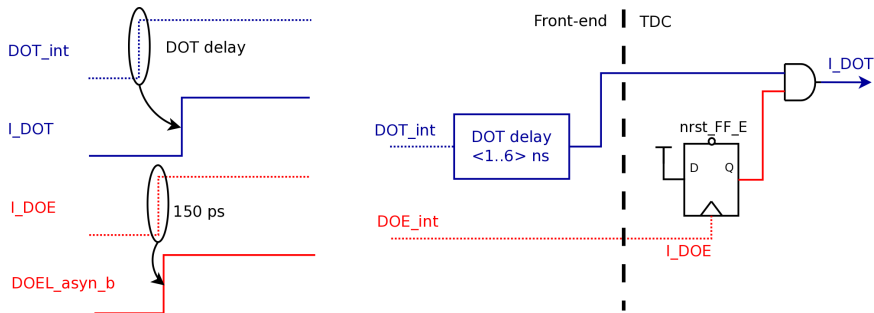 DOT_int
DOT delay
I_DOT
I_DOE
150 ps
DOEL_asyn_b
Front-end
TDC
I_DOT
nrst_FF_E
DOT_int
DOT delay
<1..6> ns
D
Q
DOE_int
I_DOE